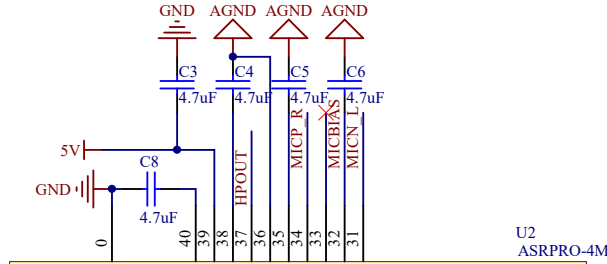 GND AGND AGND AGND
C3 C4 C5 C6
4.7uF 4.7uF 4.7uF 4.7uF
5V
HPOUT
MICP_R
MICBIAS
MICN_L
C8
GND
4.7uF
0 40 39 38 37 36 35 34 33 32 31
U2
ASRPRO-4M